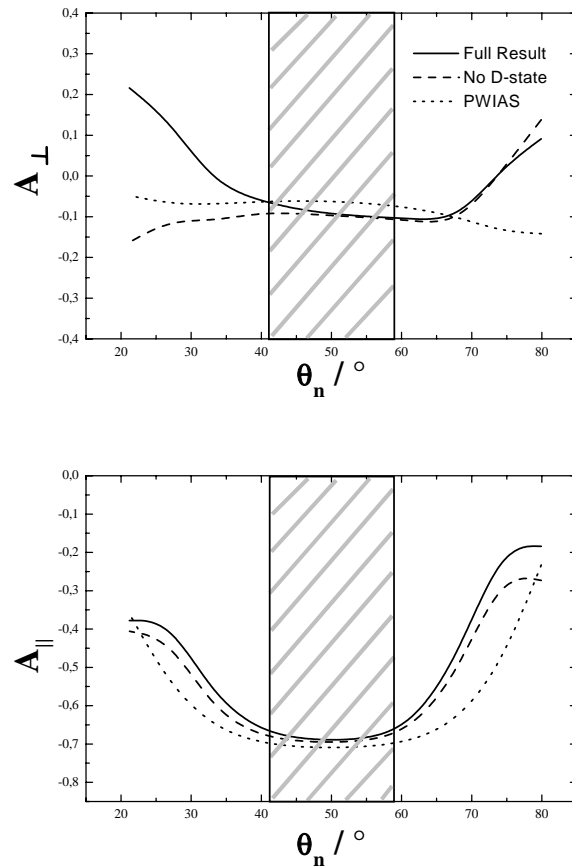 0,4
0,3
0,2
0,1
0,0
-0,1
-0,2
-0,3
-0,4
A⊥
Full Result
No D-state
PWIAS
20 30 40 50 60 70 80
θn / °
0,0
-0,1
-0,2
-0,3
-0,4
-0,5
-0,6
-0,7
-0,8
A||
20 30 40 50 60 70 80
θn / °